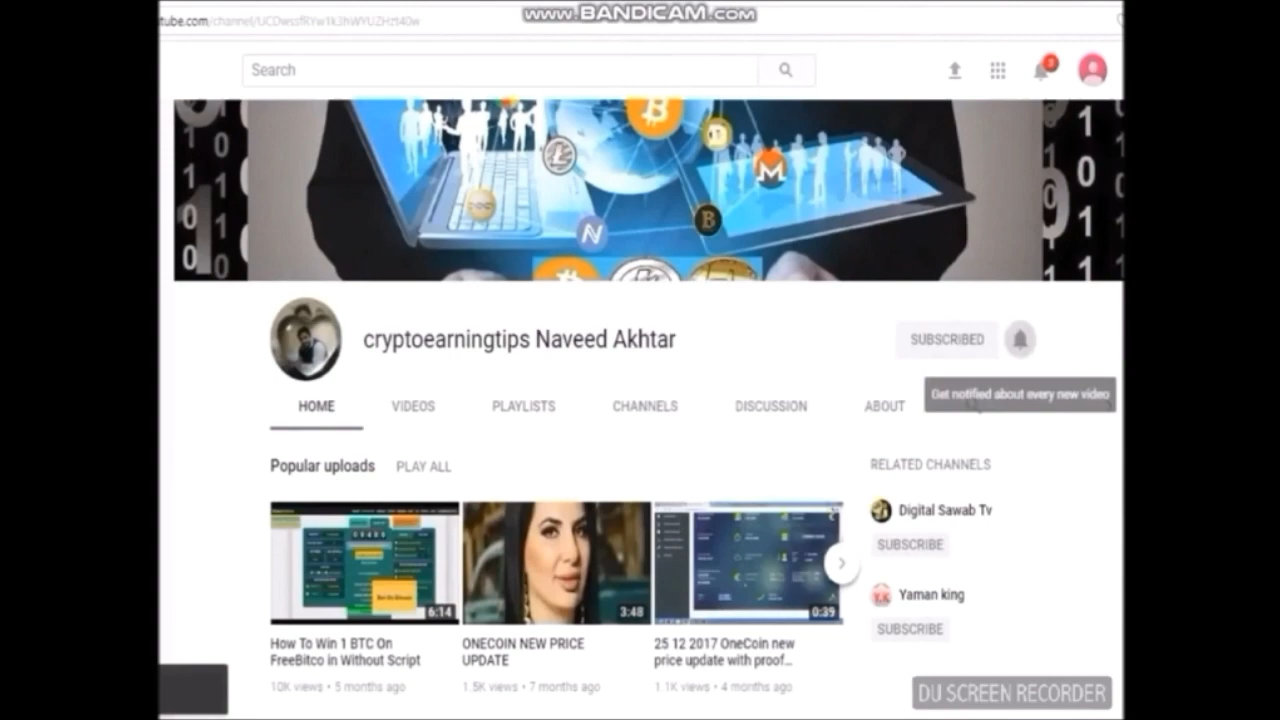 www.BANDICAM.com
tube.com/channel/UCDwssfRYw1k3hWYUZHzt40w
Search
cryptoearningtips Naveed Akhtar
SUBSCRIBED
Get notified about every new video
HOME VIDEOS PLAYLISTS CHANNELS DISCUSSION ABOUT
Popular uploads PLAY ALL
RELATED CHANNELS
Digital Sawab Tv
SUBSCRIBE
Yaman king
SUBSCRIBE
6:14
3:48
0:39
How To Win 1 BTC On
FreeBitco in Without Script
10K views • 5 months ago
ONECOIN NEW PRICE
UPDATE
1.5K views • 7 months ago
25 12 2017 OneCoin new
price update with proof...
1.1K views • 4 months ago
DU SCREEN RECORDER